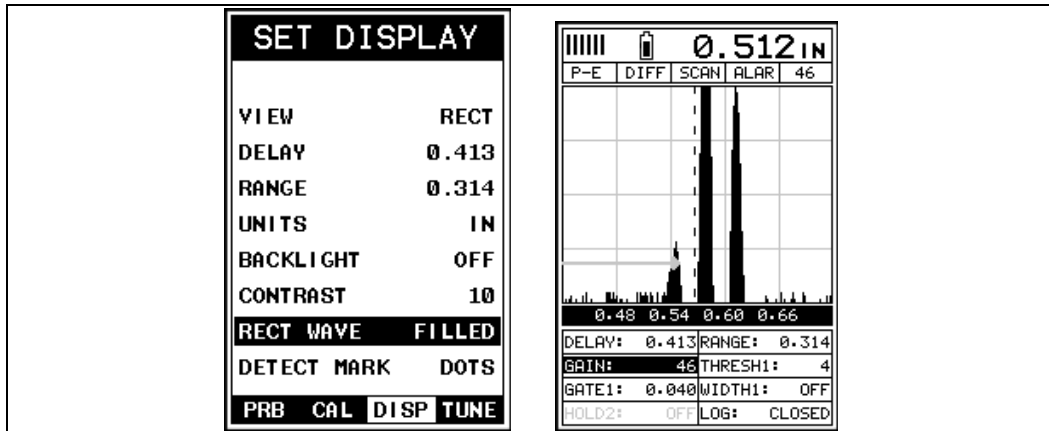 SET DISPLAY
VIEW RECT
DELAY 0.413
RANGE 0.314
UNITS IN
BACKLIGHT OFF
CONTRAST 10
RECT WAVE FILLED
DETECT MARK DOTS
PRB CAL DISP TUNE
0.512 IN
P-E DIFF SCAN ALAR 46
0.48 0.54 0.60 0.66
DELAY: 0.413 RANGE: 0.314
GAIN: 46 THRESH1: 4
GATE1: 0.040 WIDTH1: OFF
HOLD2: OFF LOG: CLOSED